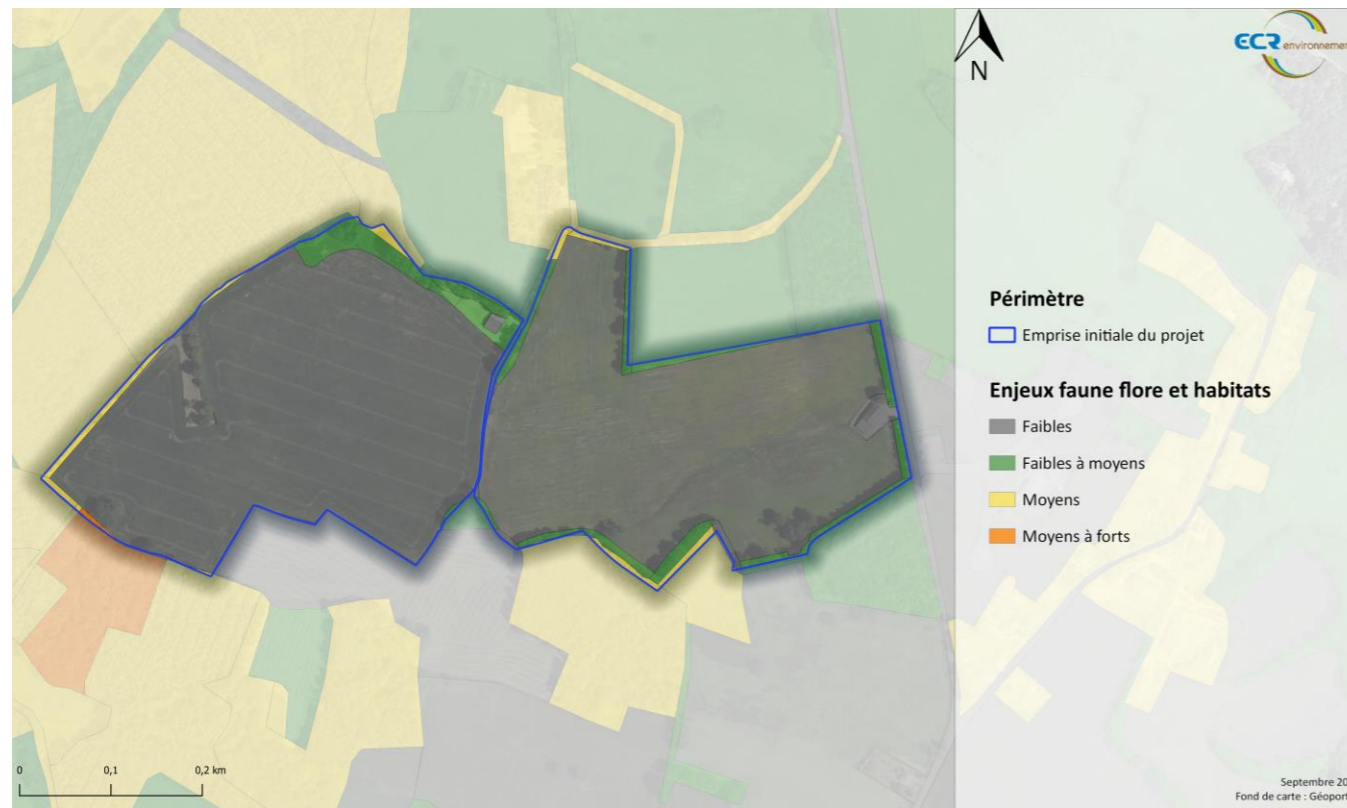 N
ECR environnement
Périmètre
Emprise initiale du projet
Enjeux faune flore et habitats
Faibles
Faibles à moyens
Moyens
Moyens à forts
0 0,1 0,2 km
Septembre 20
Fond de carte : Géoport